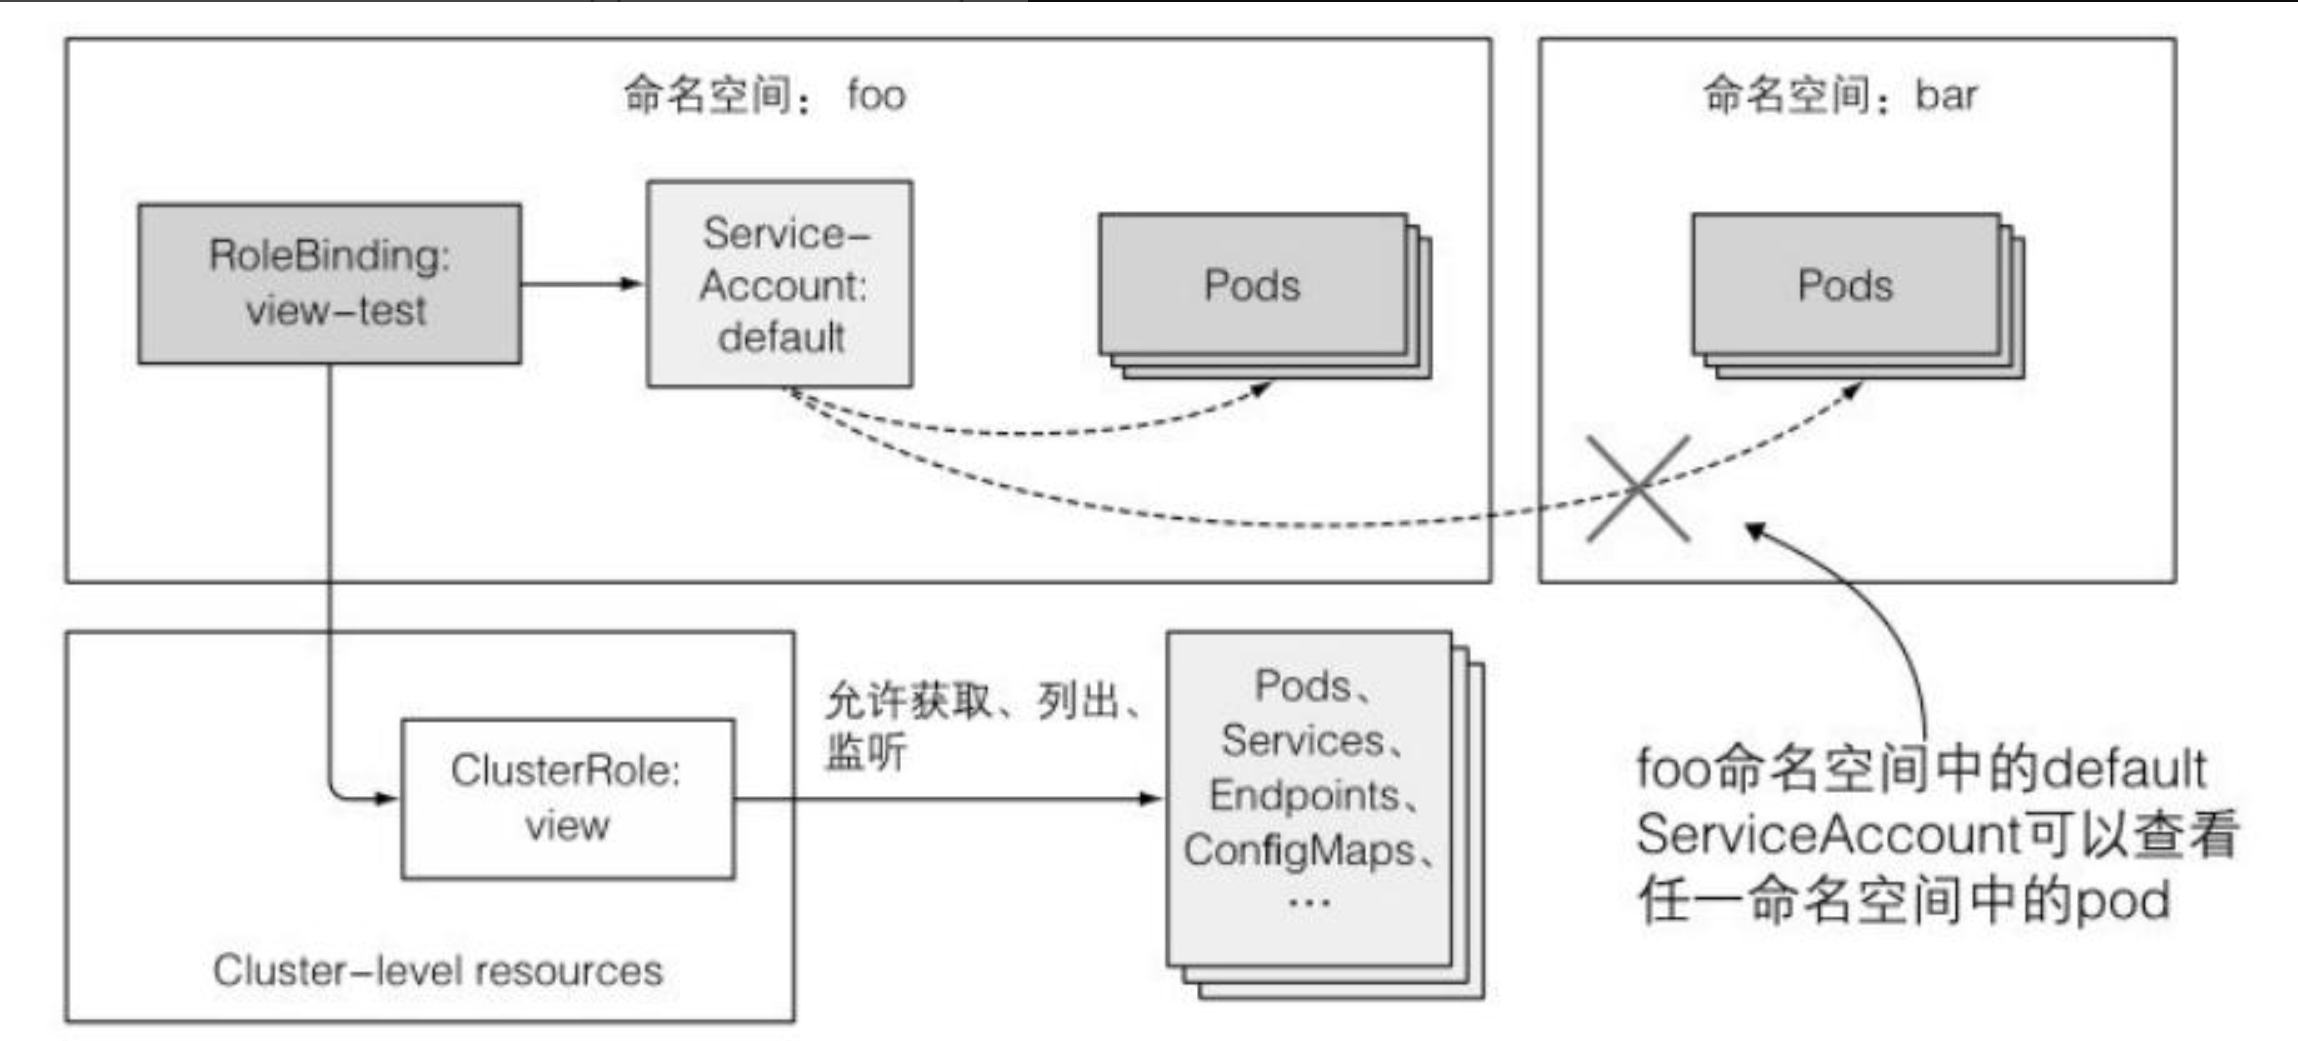 命名空间： foo
命名空间：bar
RoleBinding:
view-test
Service-
Account:
default
Pods
Pods
ClusterRole:
view
Cluster-level resources
允许获取、列出、
监听
Pods、
Services、
Endpoints、
ConfigMaps、
...
foo命名空间中的default
ServiceAccount可以查看
任一命名空间中的pod